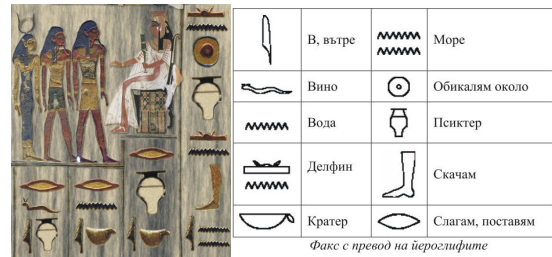 В, вътре Море
Вино Обикалям около
Вода Псиктер
Делфин Скачам
Кратер Слагам, поставям
Факс с превод на йероглифите